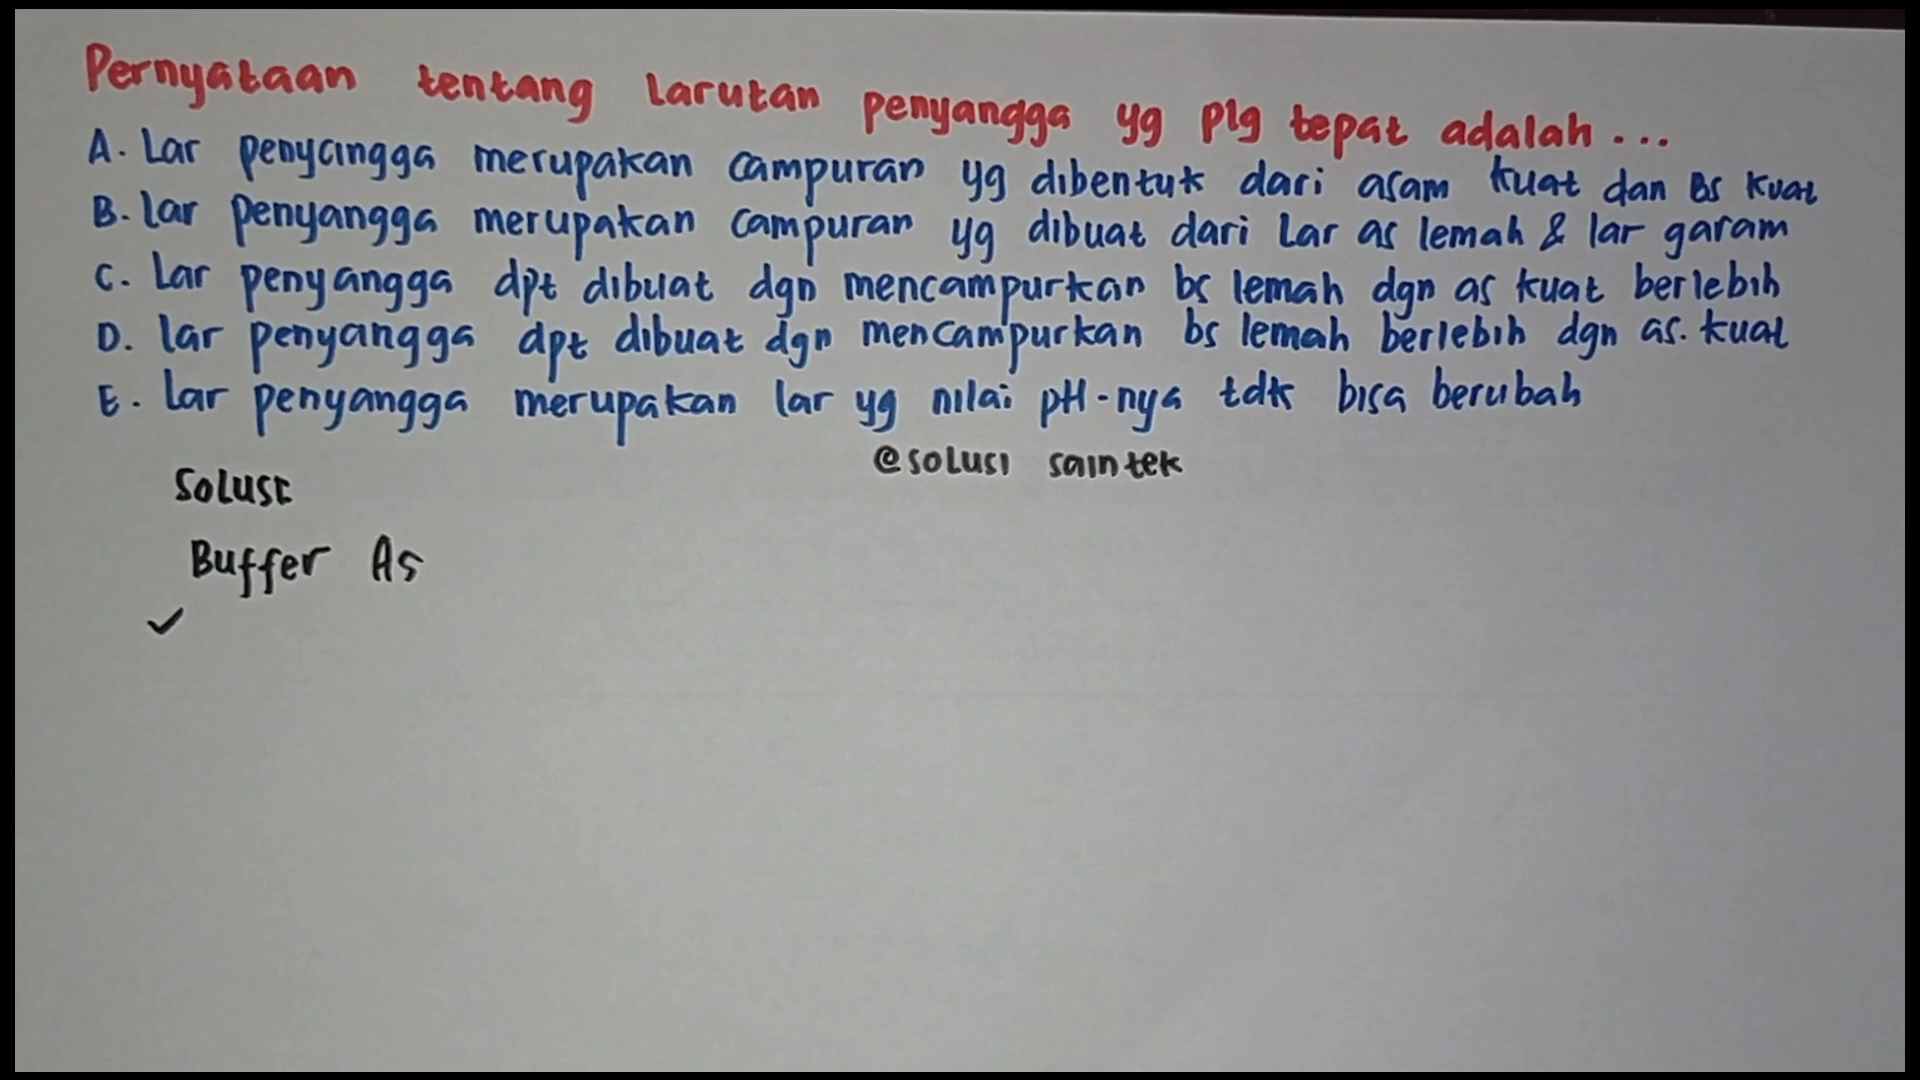 Pernyataan tentang Larutan penyangga yg plg tepat adalah...
A. Lar penyangga merupakan campuran yg dibentuk dari asam kuat dan Bs kuat
B. lar penyangga merupakan campuran yg dibuat dari Lar as lemah & lar garam
C. Lar penyangga dpt dibuat dgn mencampurkan bs lemah dgn as kuat berlebih
D. lar penyangga dpt dibuat dgn mencampurkan bs lemah berlebih dgn as. kuat
E. lar penyangga merupakan lar yg nilai pH-nya tdk bisa berubah
@solusi saintek
SOLUSI
Buffer As
✓